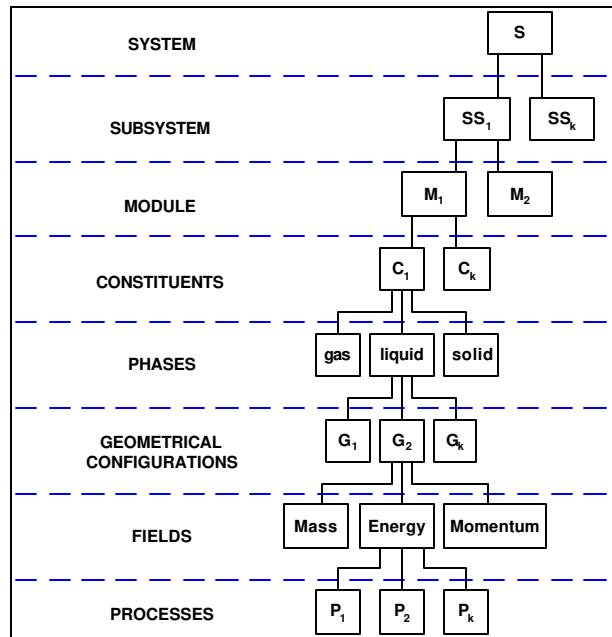 SYSTEM S
SUBSYSTEM SS₁ SSₖ
MODULE M₁ M₂
CONSTITUENTS C₁ Cₖ
PHASES gas liquid solid
GEOMETRICAL
CONFIGURATIONS G₁ G₂ Gₖ
FIELDS Mass Energy Momentum
PROCESSES P₁ P₂ Pₖ